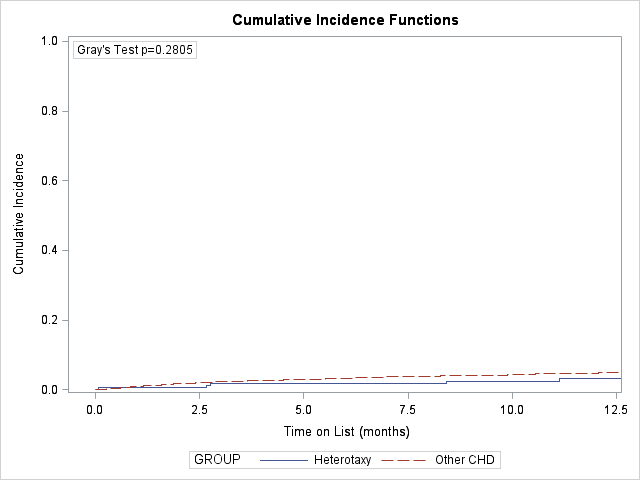 Cumulative Incidence Functions
Gray's Test p=0.2805
1.0
0.8
0.6
0.4
0.2
0.0
Cumulative Incidence
0.0 2.5 5.0 7.5 10.0 12.5
Time on List (months)
GROUP Heterotaxy Other CHD